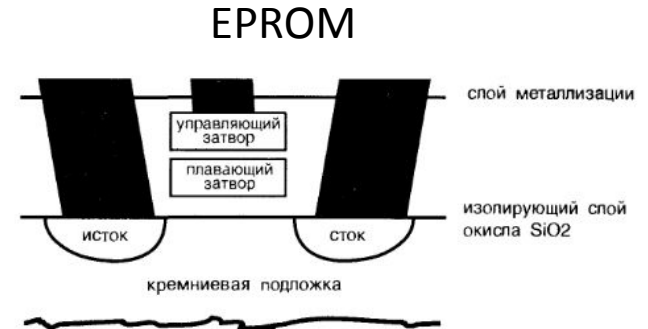 EPROM
слой металлизации
управляющий
затвор
плавающий
затвор
изолирующий слой
окисла SiO2
исток
сток
кремниевая подложка